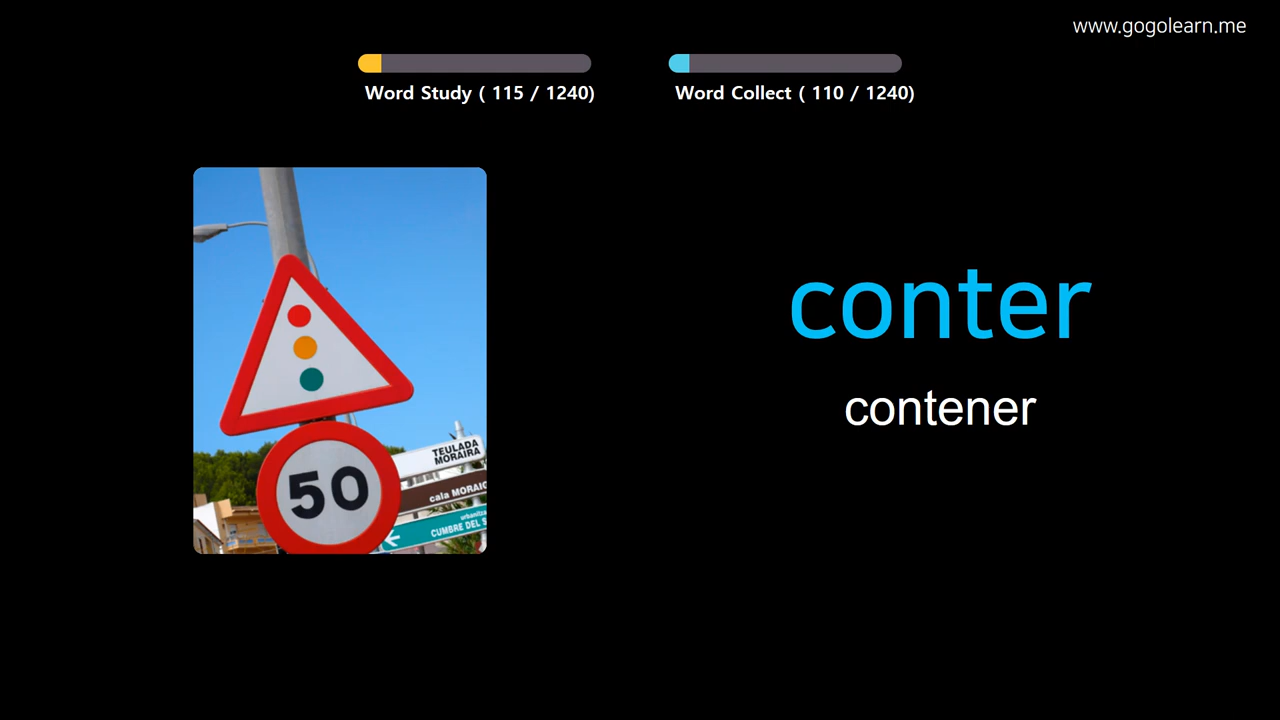 www.gogolearn.me
Word Study ( 115 / 1240)
Word Collect ( 110 / 1240)
conter
contener
TEULADA
MORAIRA
cala
50
CUMBRE DEL